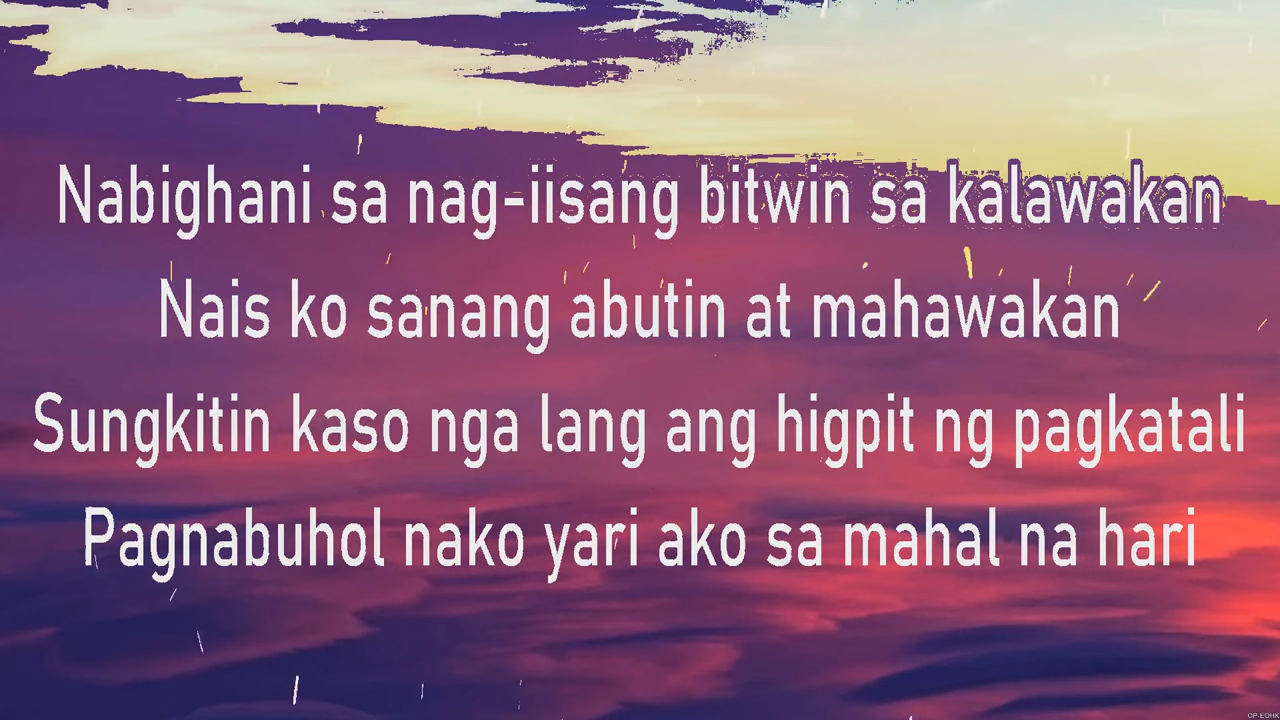 Nabighani sa nag-iisang bitwin sa kalawakan
Nais ko sanang abutin at mahawakan
Sungkitin kaso nga lang ang higpit ng pagkatali
Pagnabuhol nako yari ako sa mahal na hari